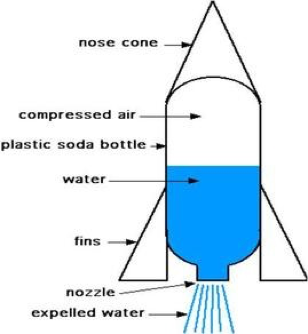 nose cone
compressed air
plastic soda bottle
water
fins
nozzle
expelled water